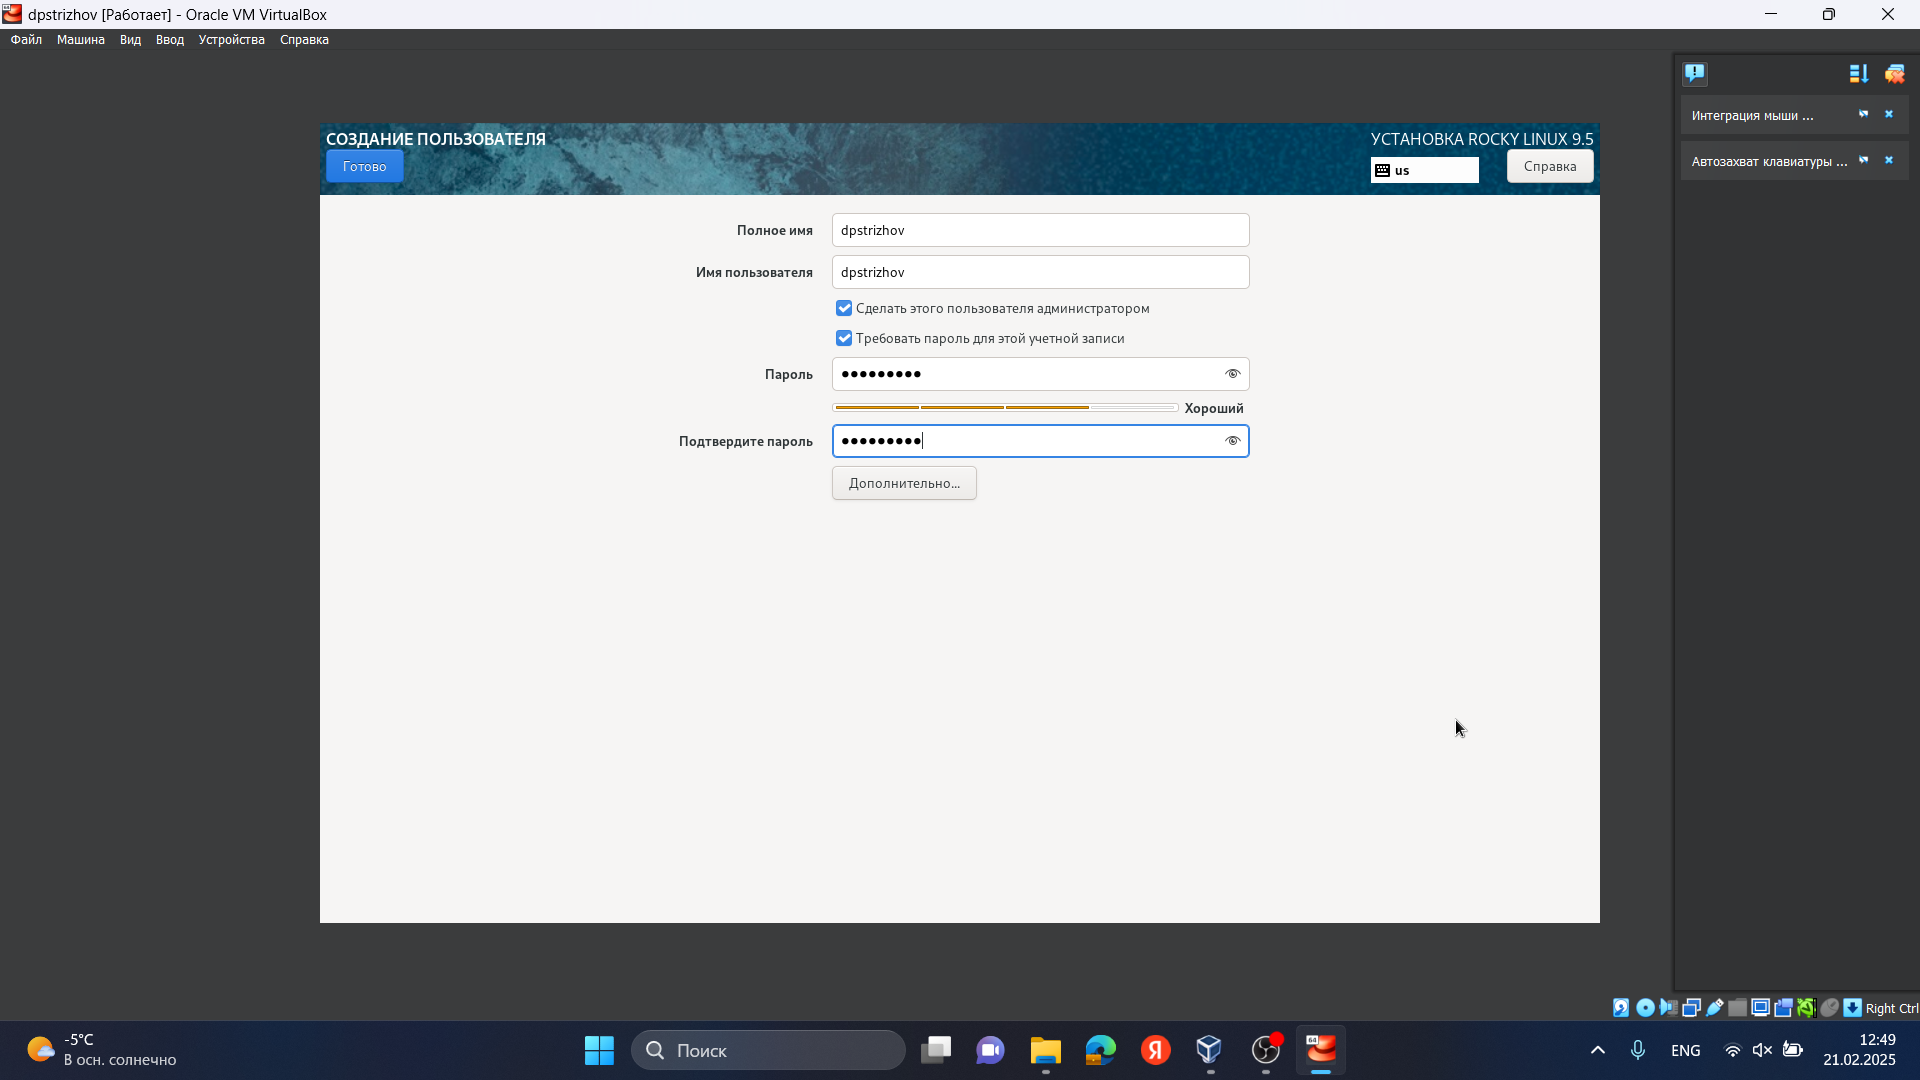 dpstrizhov [Работает] - Oracle VM VirtualBox
Файл Машина Вид Ввод Устройства Справка
Интеграция мыши ...
Автозахват клавиатуры ...
СОЗДАНИЕ ПОЛЬЗОВАТЕЛЯ
УСТАНОВКА ROCKY LINUX 9.5
Готово
us
Справка
Полное имя dpstrizhov
Имя пользователя dpstrizhov
Сделать этого пользователя администратором
Требовать пароль для этой учетной записи
Пароль ●●●●●●●●●
Хороший
Подтвердите пароль ●●●●●●●●●
Дополнительно...
Right Ctrl
-5°C
В осн. солнечно
Поиск
ENG
12:49
21.02.2025